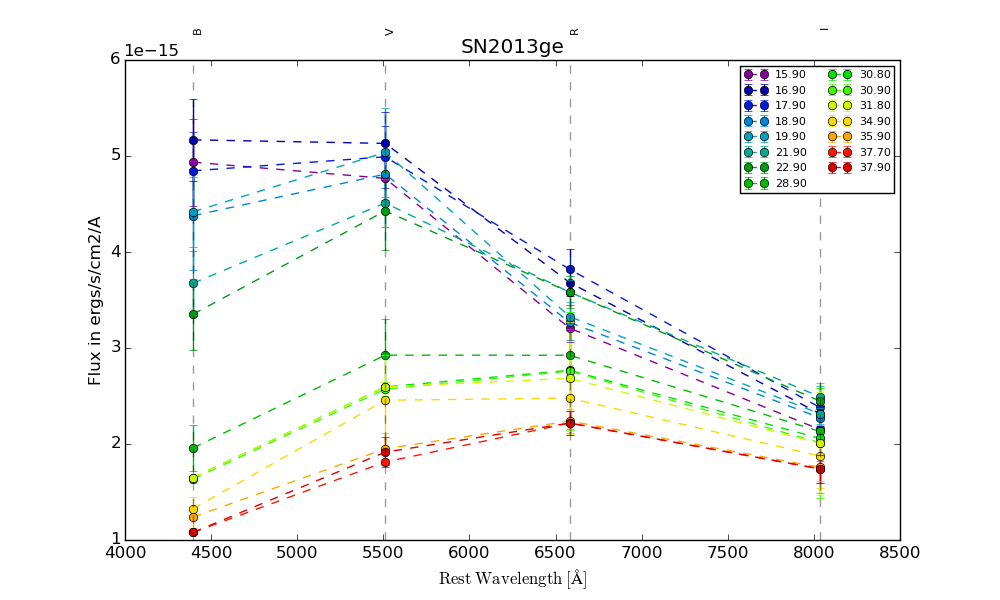 B V R I
SN2013ge
1e−15
6
5
4
3
2
1
Flux in ergs/s/cm2/A
15.90 30.80
16.90 30.90
17.90 31.80
18.90 34.90
19.90 35.90
21.90 37.70
22.90 37.90
28.90
4000 4500 5000 5500 6000 6500 7000 7500 8000 8500
Rest Wavelength [Å]